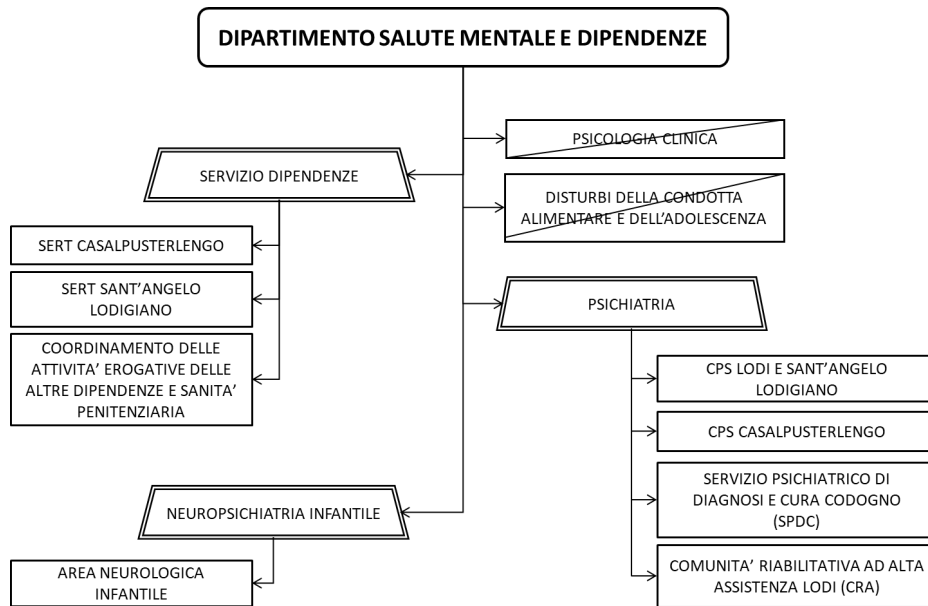 DIPARTIMENTO SALUTE MENTALE E DIPENDENZE
PSICOLOGIA CLINICA
SERVIZIO DIPENDENZE
DISTURBI DELLA CONDOTTA
ALIMENTARE E DELL'ADOLESCENZA
SERT CASALPUSTERLENGO
SERT SANT'ANGELO
LODIGIANO
COORDINAMENTO DELLE
ATTIVITA' EROGATIVE DELLE
ALTRE DIPENDENZE E SANITA'
PENITENZIARIA
PSICHIATRIA
CPS LODI E SANT'ANGELO
LODIGIANO
CPS CASALPUSTERLENGO
SERVIZIO PSICHIATRICO DI
DIAGNOSI E CURA CODOGNO
(SPDC)
COMUNITA' RIABILITATIVA AD ALTA
ASSISTENZA LODI (CRA)
NEUROPSICHIATRIA INFANTILE
AREA NEUROLOGICA
INFANTILE